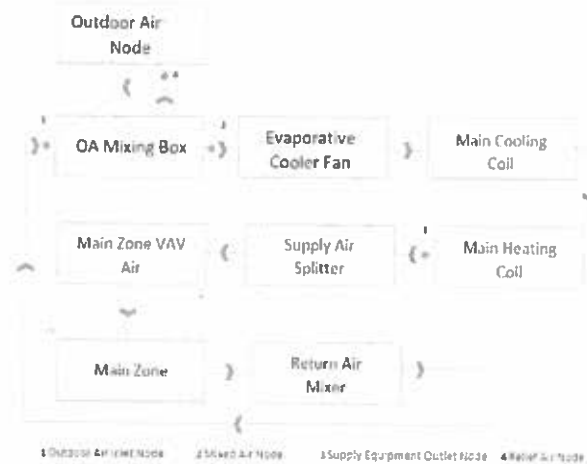 Outdoor Air
Node
OA Mixing Box
Evaporative
Cooler Fan
Main Cooling
Coil
Main Zone VAV
Air
Supply Air
Splitter
Main Heating
Coil
Main Zone
Return Air
Mixer
1 Outdoor Air Inlet Node 2 Mixed Air Node 3 Supply Equipment Outlet Node 4 Relief Air Node